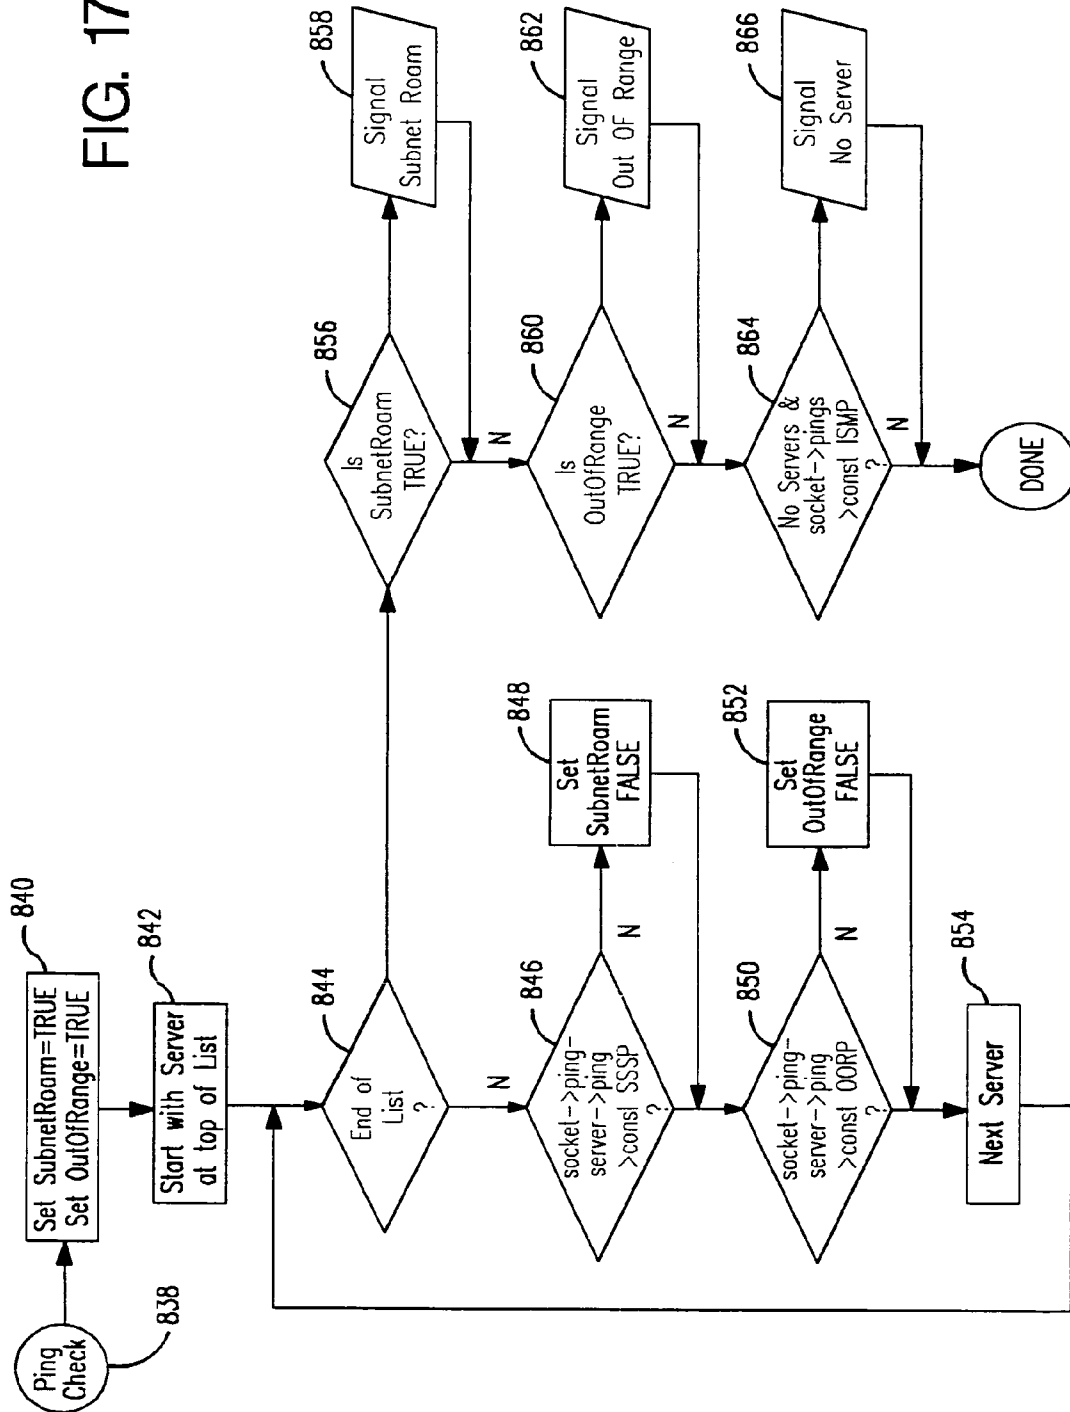 FIG. 17
Ping
Check
838
Set SubnetRoam=TRUE
Set OutOfRange=TRUE
840
Start with Server
at top of List
842
End of
List
?
844
N
socket->ping-
server->ping
>const SSSP
?
846
N
Set
SubnetRoam
FALSE
848
socket->ping-
server->ping
>const OORP
?
850
N
Set
OutOfRange
FALSE
852
Next Server
854
Is
SubnetRoam
TRUE?
856
N
Signal
Subnet Roam
858
Is
OutOfRange
TRUE?
860
N
Signal
Out OF Range
862
No Servers &
socket->pings
>const ISMP
?
864
N
Signal
No Server
866
DONE